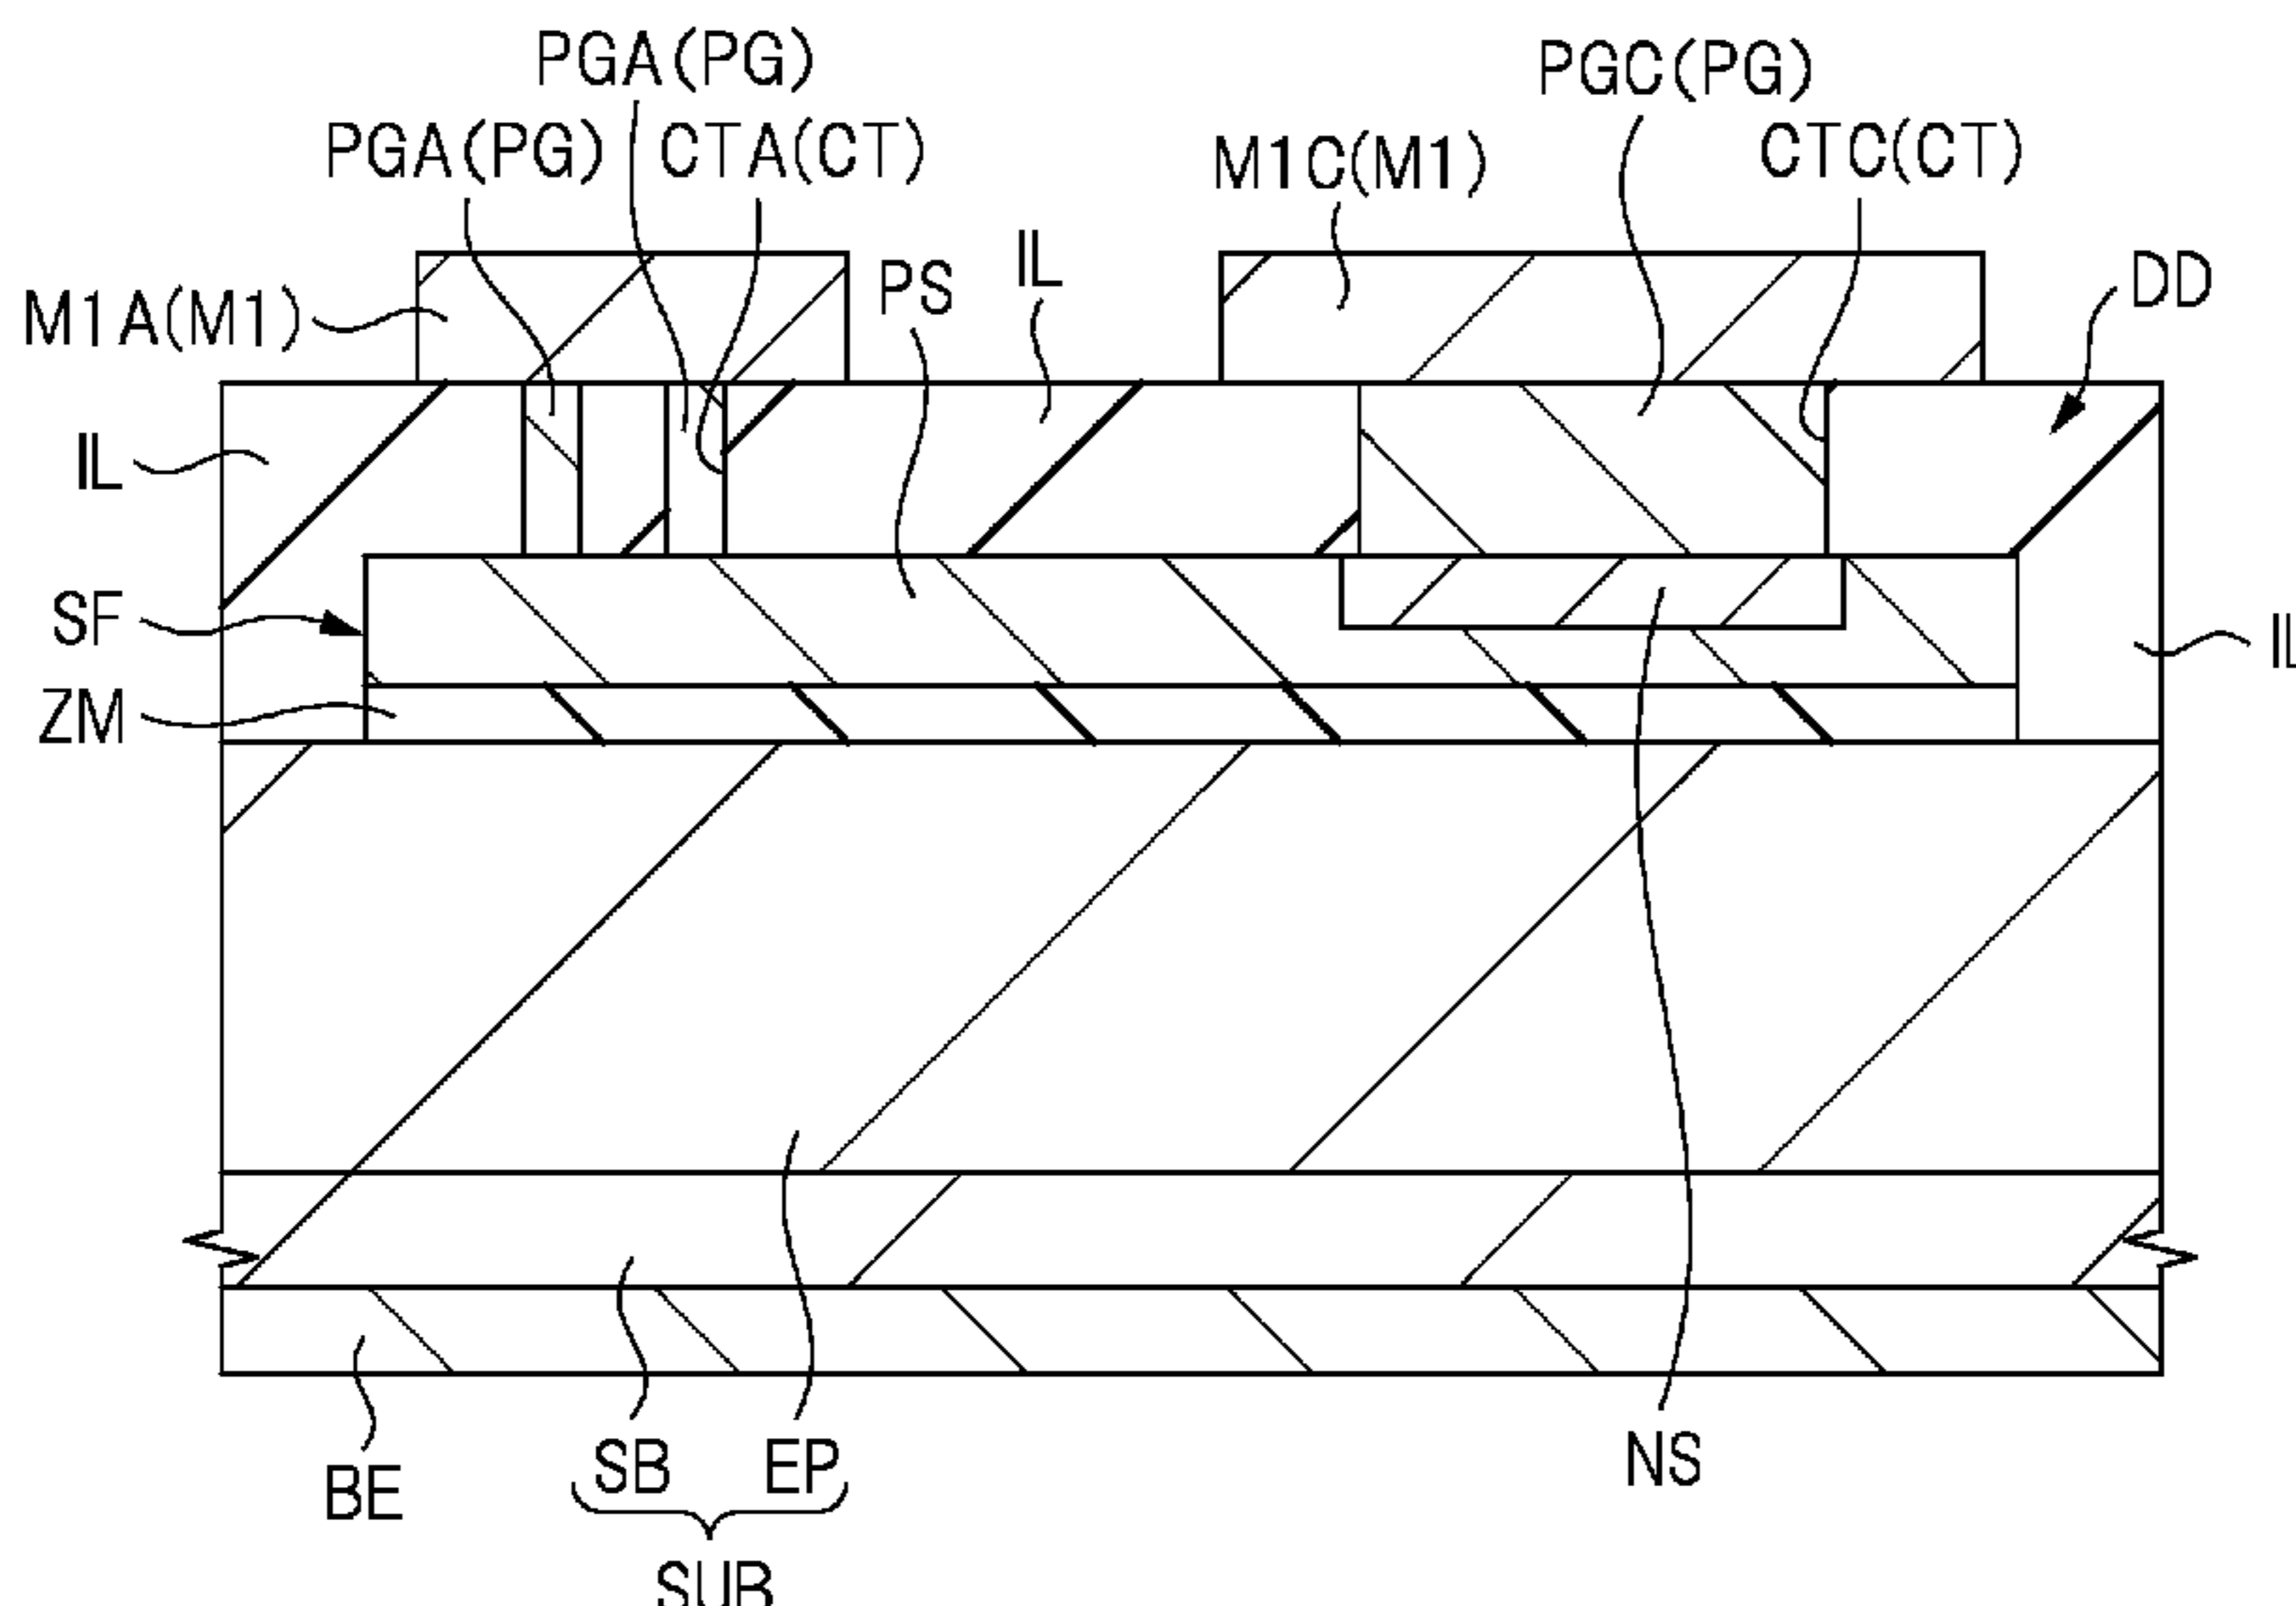 PGA(PG)
PGC(PG)
PGA(PG) CTA(CT)
M1C(M1)
CTC(CT)
IL
PS
DD
M1A(M1)
IL
SF
IL
ZM
SB
EP
NS
BE
SUB